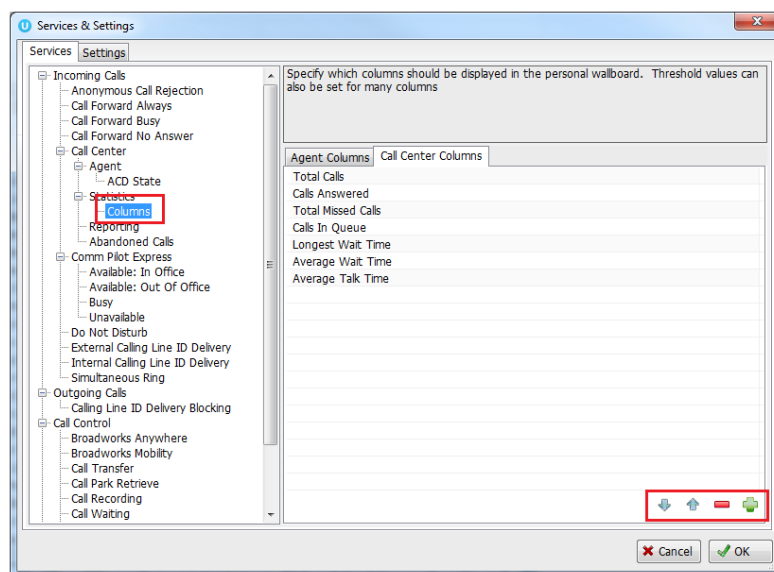 Services & Settings
Services Settings
Incoming Calls
Anonymous Call Rejection
Call Forward Always
Call Forward Busy
Call Forward No Answer
Call Center
Agent
ACD State
Statistics
Columns
Reporting
Abandoned Calls
Comm Pilot Express
Available: In Office
Available: Out Of Office
Busy
Unavailable
Do Not Disturb
External Calling Line ID Delivery
Internal Calling Line ID Delivery
Simultaneous Ring
Outgoing Calls
Calling Line ID Delivery Blocking
Call Control
Broadworks Anywhere
Broadworks Mobility
Call Transfer
Call Park Retrieve
Call Recording
Call Waiting
Specify which columns should be displayed in the personal wallboard. Threshold values can
also be set for many columns
Agent Columns Call Center Columns
Total Calls
Calls Answered
Total Missed Calls
Calls In Queue
Longest Wait Time
Average Wait Time
Average Talk Time
Cancel OK